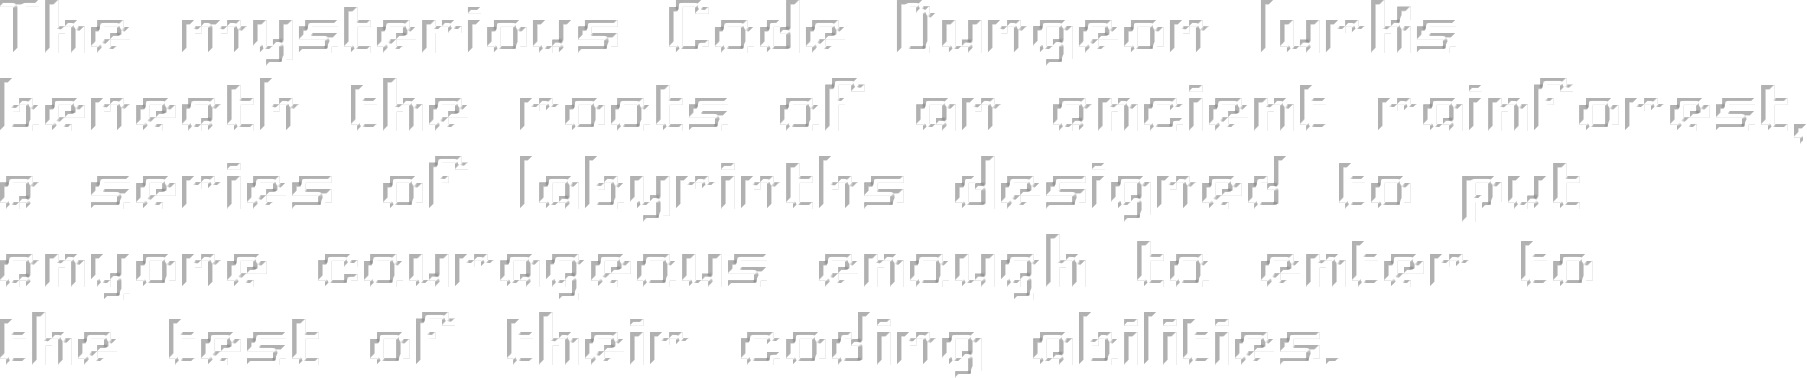 The mysterious Code Dungeon lurks
beneath the roots of an ancient rainforest,
a series of labyrinths designed to put
anyone courageous enough to enter to
the test of their coding abilities.